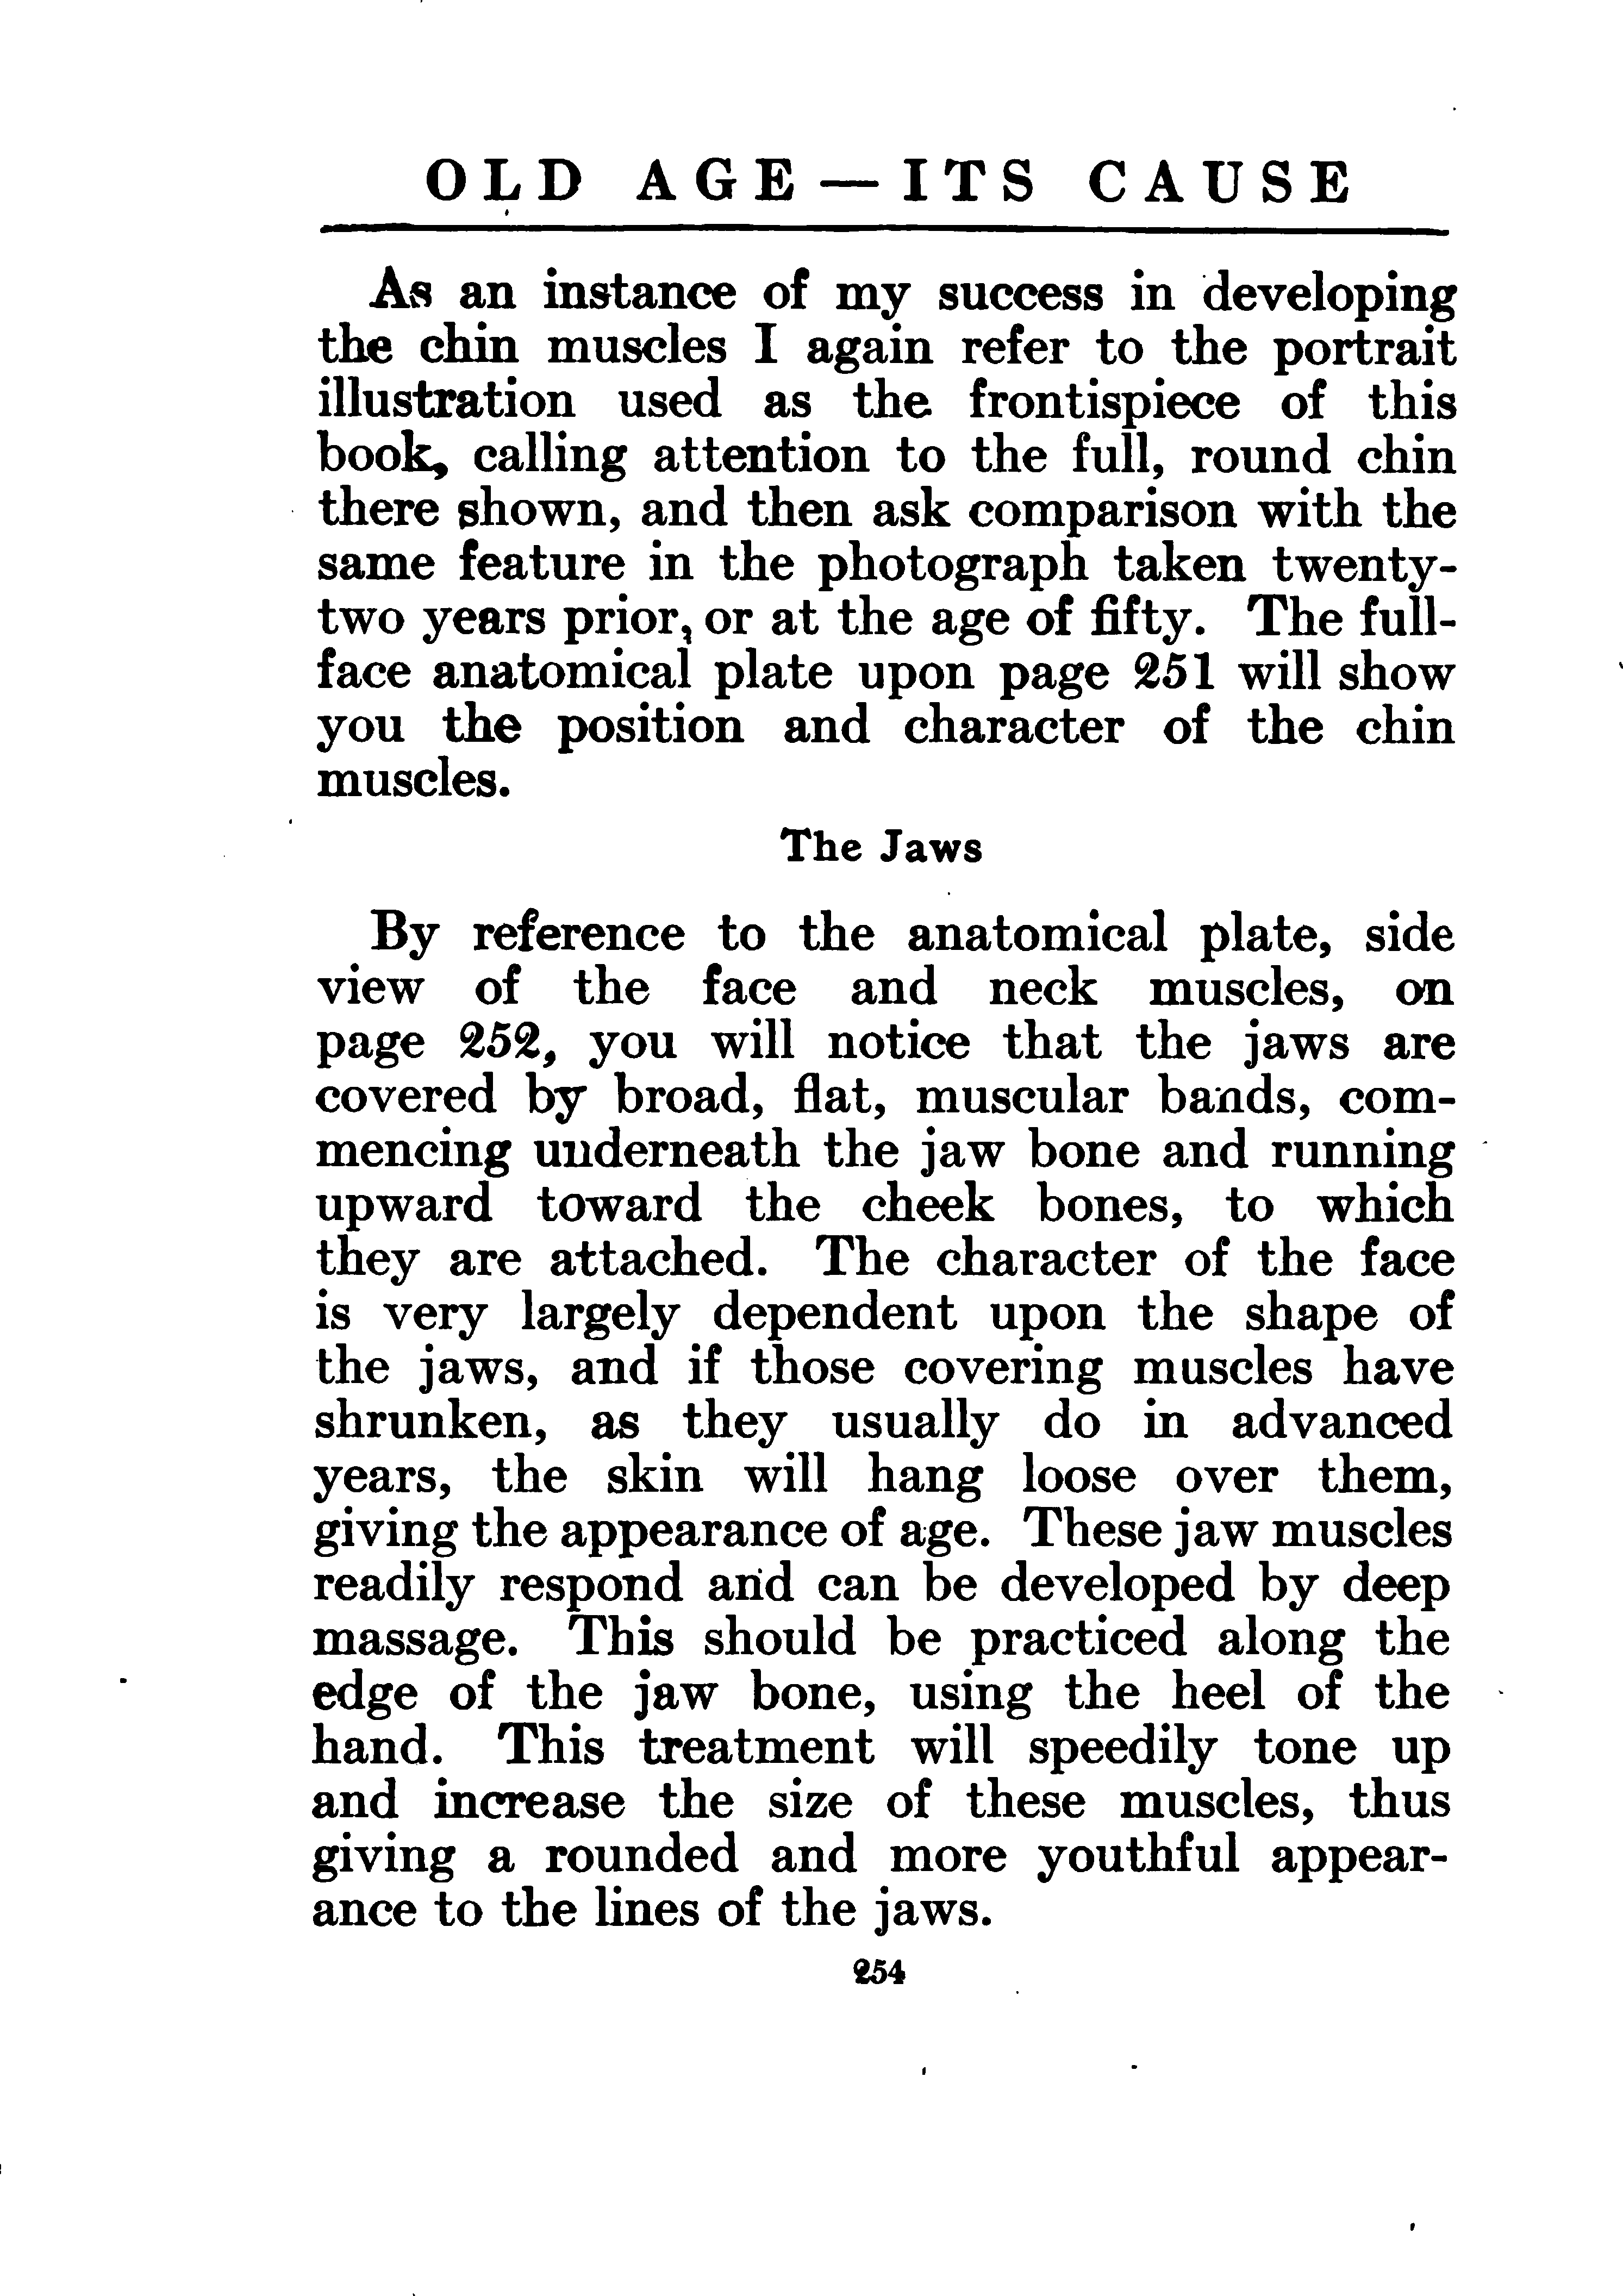 OLD AGE—ITS CAUSE
As an instance of my success in developing
the chin muscles I again refer to the portrait
illustration used as the frontispiece of this
book, calling attention to the full, round chin
there shown, and then ask comparison with the
same feature in the photograph taken twenty-
two years prior, or at the age of fifty. The full-
face anatomical plate upon page 251 will show
you the position and character of the chin
muscles.
The Jaws
By reference to the anatomical plate, side
view of the face and neck muscles, on
page 252, you will notice that the jaws are
covered by broad, flat, muscular bands, com-
mencing underneath the jaw bone and running
upward toward the cheek bones, to which
they are attached. The character of the face
is very largely dependent upon the shape of
the jaws, and if those covering muscles have
shrunken, as they usually do in advanced
years, the skin will hang loose over them,
giving the appearance of age. These jaw muscles
readily respond and can be developed by deep
massage. This should be practiced along the
edge of the jaw bone, using the heel of the
hand. This treatment will speedily tone up
and increase the size of these muscles, thus
giving a rounded and more youthful appear-
ance to the lines of the jaws.
254